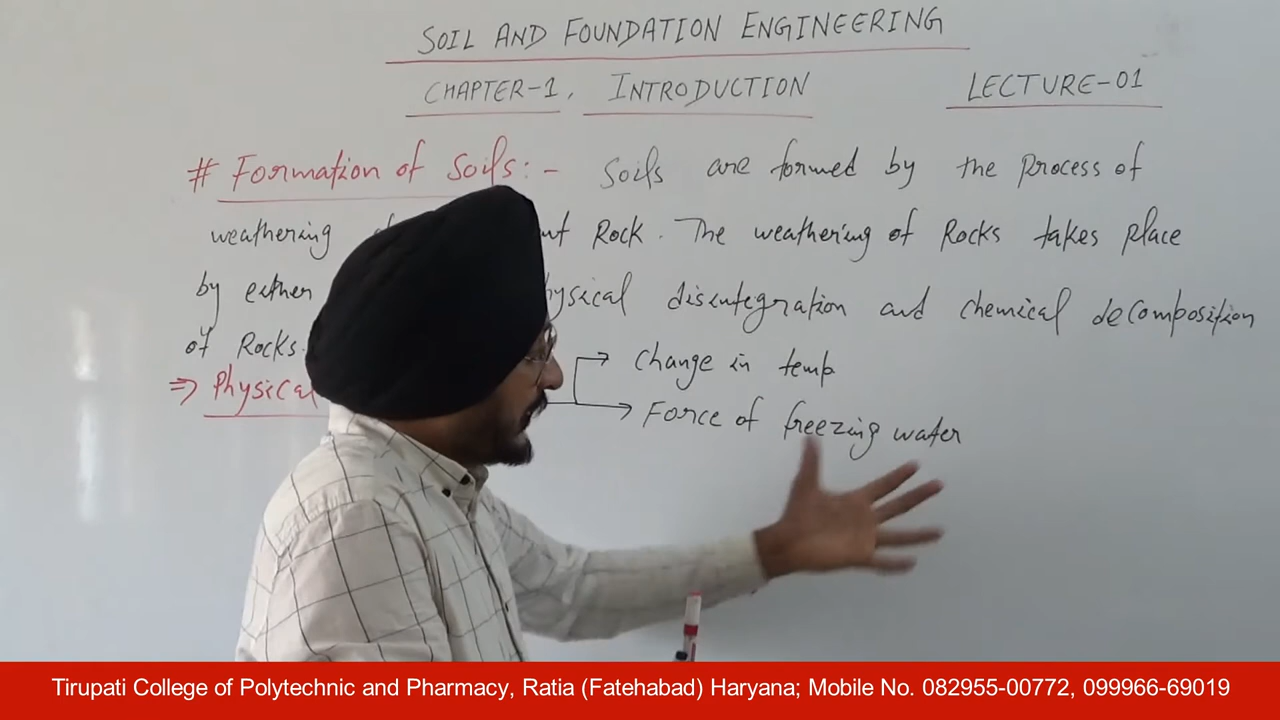 SOIL AND FOUNDATION ENGINEERING
CHAPTER-1, INTRODUCTION LECTURE-01
# Formation of Soils:- Soils are formed by the process of
weathering Rock. The weathering of Rocks takes place
by either physical disintegration and chemical decomposition
of Rocks.
Change in temp
⇒ Physical
Force of freezing water
Tirupati College of Polytechnic and Pharmacy, Ratia (Fatehabad) Haryana; Mobile No. 082955-00772, 099966-69019